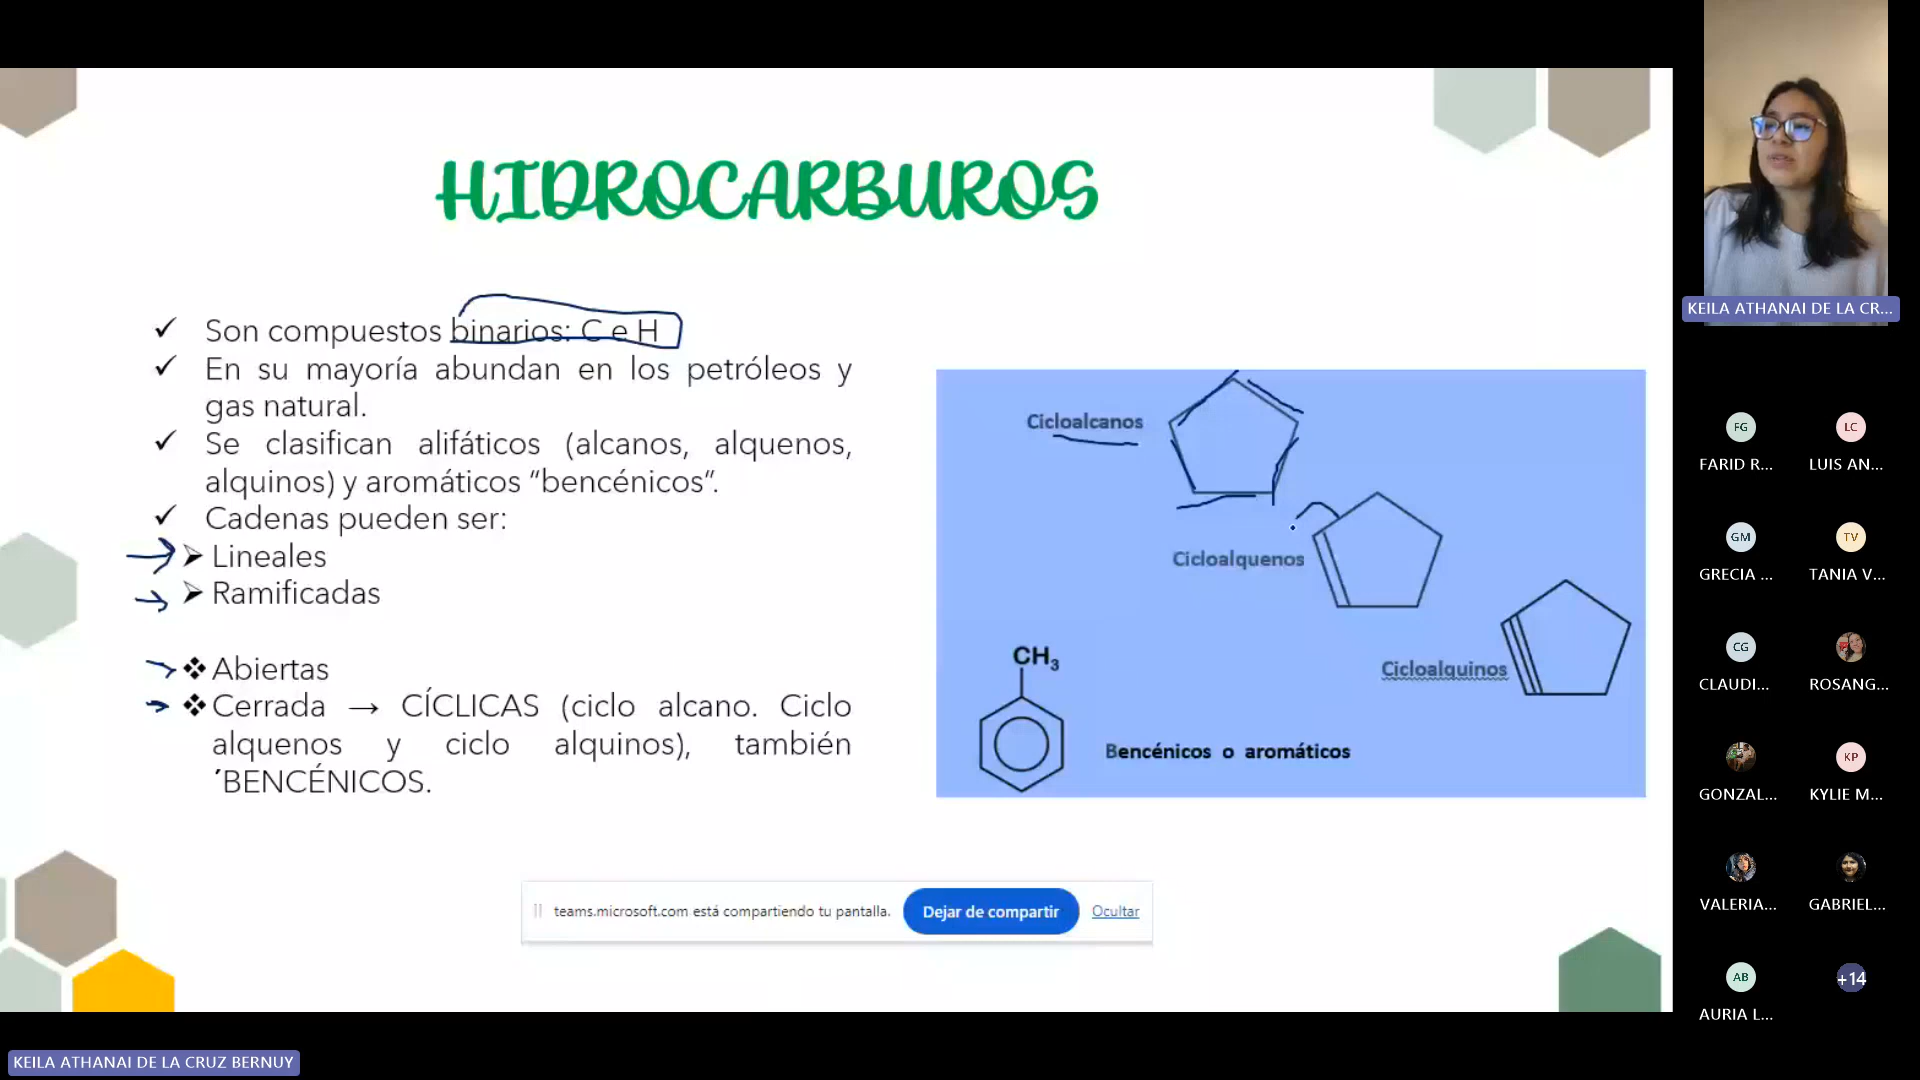 HIDROCARBUROS
✓ Son compuestos binarios: C e H
✓ En su mayoría abundan en los petróleos y
gas natural.
✓ Se clasifican alifáticos (alcanos, alquenos,
alquinos) y aromáticos “bencénicos”.
✓ Cadenas pueden ser:
➢ Lineales
➢ Ramificadas
❖ Abiertas
❖ Cerrada → CÍCLICAS (ciclo alcano. Ciclo
alquenos y ciclo alquinos), también
´BENCÉNICOS.
Cicloalcanos
Cicloalquenos
Cicloalquinos
CH₃
Bencénicos o aromáticos
teams.microsoft.com está compartiendo tu pantalla. Dejar de compartir Ocultar
KEILA ATHANAI DE LA CR...
FG LC
FARID R... LUIS AN...
GM TV
GRECIA ... TANIA V...
CG
CLAUDI... ROSANG...
KP
GONZAL... KYLIE M...
VALERIA... GABRIEL...
AB +14
AURIA L...
KEILA ATHANAI DE LA CRUZ BERNUY